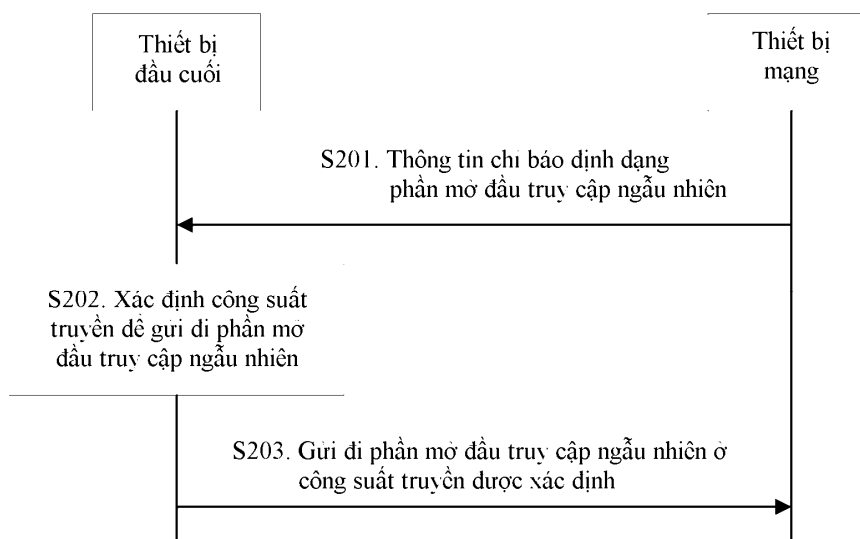 Thiết bị
đầu cuối
Thiết bị
mạng
S201. Thông tin chỉ báo định dạng
phần mở đầu truy cập ngẫu nhiên
S202. Xác định công suất
truyền để gửi đi phần mở
đầu truy cập ngẫu nhiên
S203. Gửi đi phần mở đầu truy cập ngẫu nhiên ở
công suất truyền được xác định